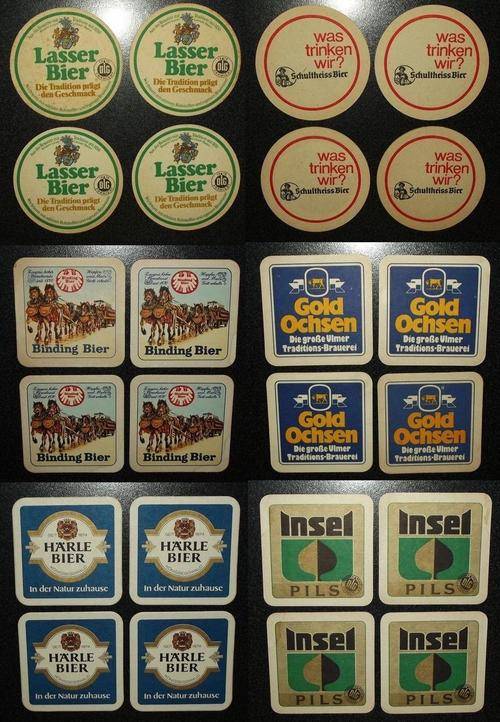 Lasser
Bier
Die Tradition prägt
den Geschmack
DLG
Lasser
Bier
Die Tradition prägt
den Geschmack
DLG
Lasser
Bier
Die Tradition prägt
den Geschmack
DLG
Lasser
Bier
Die Tradition prägt
den Geschmack
DLG
was
trinken
wir?
Schultheiss Bier
was
trinken
wir?
Schultheiss Bier
was
trinken
wir?
Schultheiss Bier
was
trinken
wir?
Schultheiss Bier
Binding Bier
Binding Bier
Binding Bier
Binding Bier
Gold
Ochsen
Die große Ulmer
Traditions-Brauerei
Gold
Ochsen
Die große Ulmer
Traditions-Brauerei
Gold
Ochsen
Die große Ulmer
Traditions-Brauerei
Gold
Ochsen
Die große Ulmer
Traditions-Brauerei
HÄRLE
BIER
In der Natur zuhause
HÄRLE
BIER
In der Natur zuhause
HÄRLE
BIER
In der Natur zuhause
HÄRLE
BIER
In der Natur zuhause
Insel
PILS
Insel
PILS
Insel
PILS
Insel
PILS